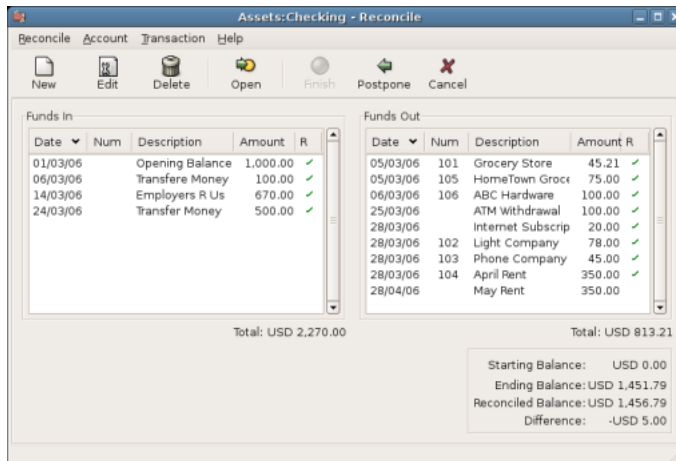 Assets:Checking - Reconcile
Reconcile Account Transaction Help
New Edit Delete Open Finish Postpone Cancel
Funds In
Date Num Description Amount R
01/03/06 Opening Balance 1,000.00 ✓
06/03/06 Transfere Money 100.00 ✓
14/03/06 Employers R Us 670.00 ✓
24/03/06 Transfer Money 500.00 ✓
Total: USD 2,270.00
Funds Out
Date Num Description Amount R
05/03/06 101 Grocery Store 45.21 ✓
05/03/06 105 HomeTown Groce 75.00 ✓
06/03/06 106 ABC Hardware 100.00 ✓
25/03/06 ATM Withdrawal 100.00 ✓
28/03/06 Internet Subscrip 20.00 ✓
28/03/06 102 Light Company 78.00 ✓
28/03/06 103 Phone Company 45.00 ✓
28/03/06 104 April Rent 350.00 ✓
28/04/06 May Rent 350.00
Total: USD 813.21
Starting Balance: USD 0.00
Ending Balance: USD 1,451.79
Reconciled Balance: USD 1,456.79
Difference: -USD 5.00